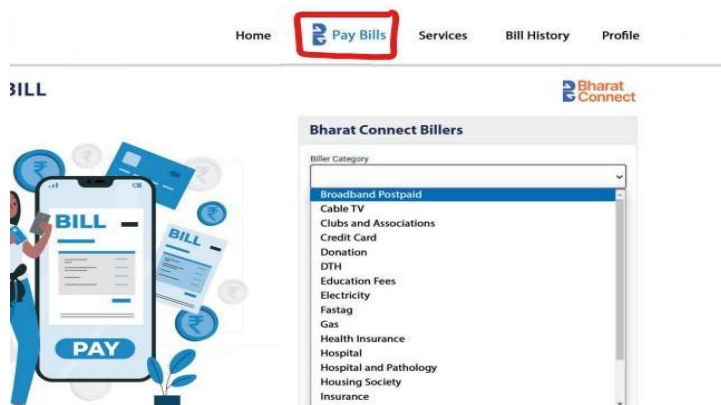 Home Pay Bills Services Bill History Profile
BILL
Bharat
Connect
Bharat Connect Billers
Biller Category
Broadband Postpaid
Cable TV
Clubs and Associations
Credit Card
Donation
DTH
Education Fees
Electricity
Fastag
Gas
Health Insurance
Hospital
Hospital and Pathology
Housing Society
Insurance
BILL
BILL
PAY